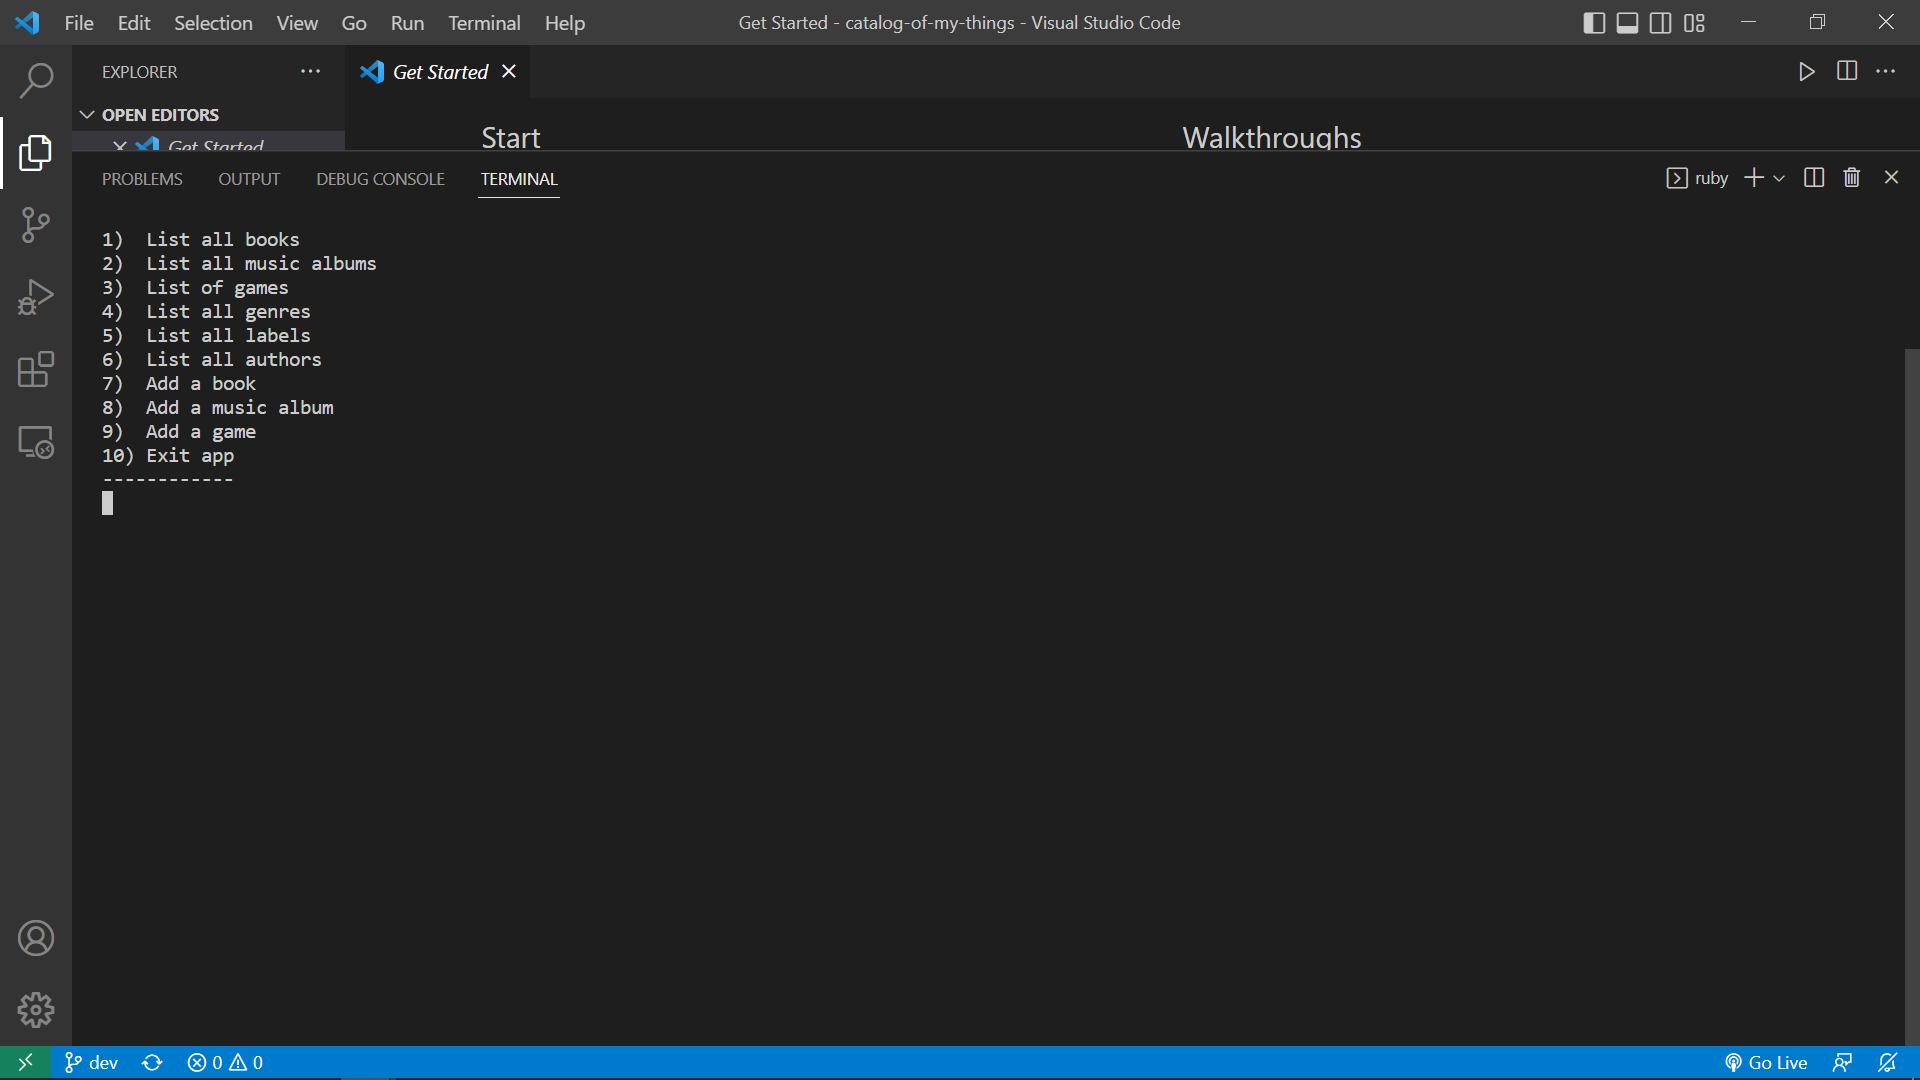 File Edit Selection View Go Run Terminal Help
Get Started - catalog-of-my-things - Visual Studio Code
EXPLORER
Get Started
OPEN EDITORS
Get Started
Start
Walkthroughs
PROBLEMS OUTPUT DEBUG CONSOLE TERMINAL
ruby
1)  List all books
2)  List all music albums
3)  List of games
4)  List all genres
5)  List all labels
6)  List all authors
7)  Add a book
8)  Add a music album
9)  Add a game
10) Exit app
------------
dev 0 0
Go Live